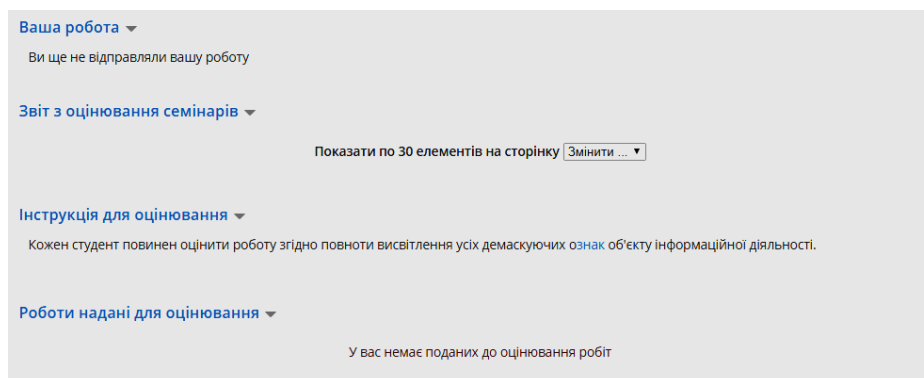 Ваша робота
Ви ще не відправляли вашу роботу
Звіт з оцінювання семінарів
Показати по 30 елементів на сторінку Змінити ...
Інструкція для оцінювання
Кожен студент повинен оцінити роботу згідно повноти висвітлення усіх демаскуючих ознак об'єкту інформаційної діяльності.
Роботи надані для оцінювання
У вас немає поданих до оцінювання робіт